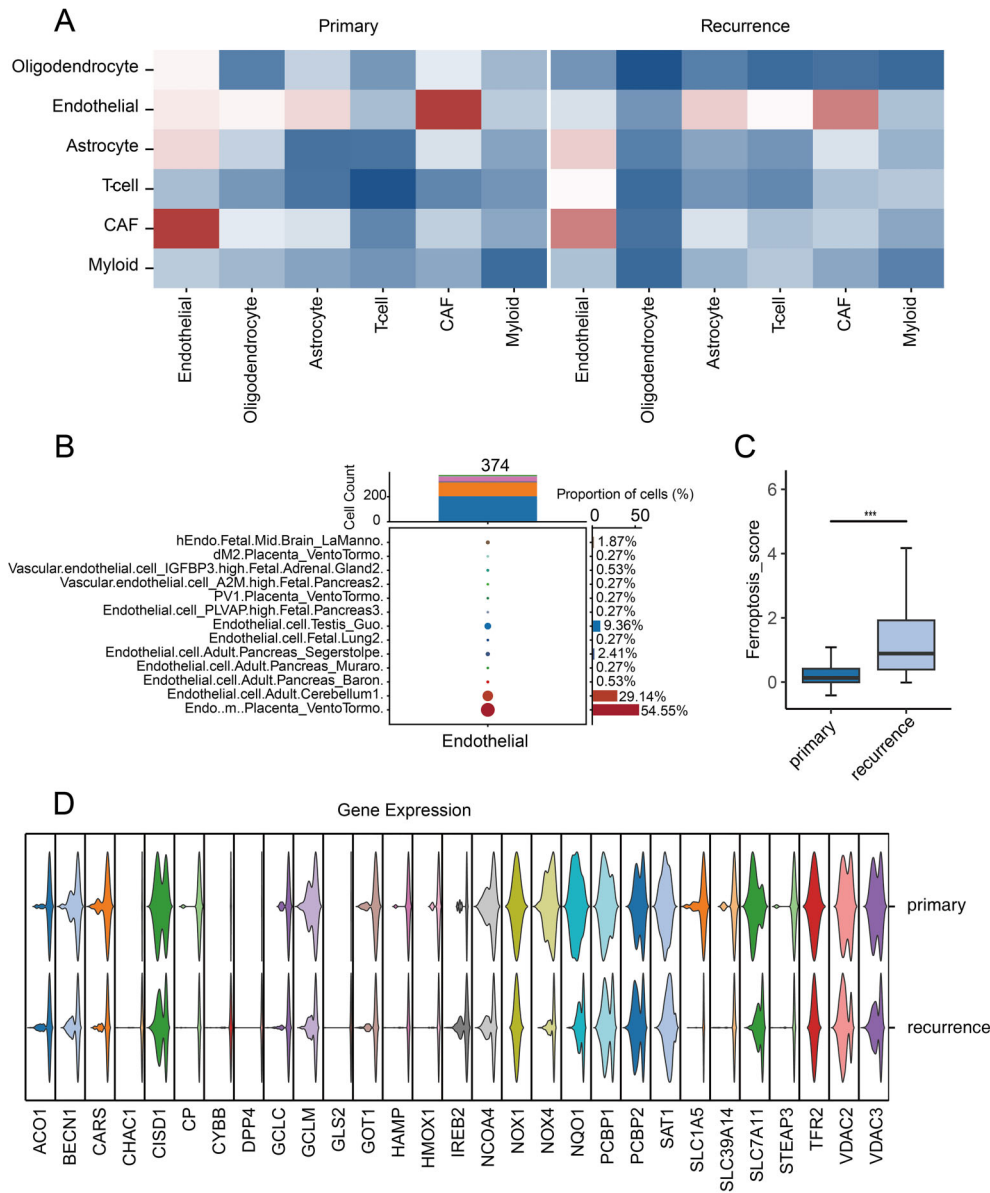 A
Primary
Recurrence
Oligodendrocyte
Endothelial
Astrocyte
T-cell
CAF
Myloid
Endothelial
Oligodendrocyte
Astrocyte
T-cell
CAF
Myloid
Endothelial
Oligodendrocyte
Astrocyte
T-cell
CAF
Myloid
B
374
Cell Count
200
0
Proportion of cells (%)
0 50
hEndo.Fetal.Mid.Brain_LaManno. 1.87%
dM2.Placenta_VentoTormo. 0.27%
Vascular.endothelial.cell_IGFBP3.high.Fetal.Adrenal.Gland2. 0.53%
Vascular.endothelial.cell_A2M.high.Fetal.Pancreas2. 0.27%
PV1.Placenta_VentoTormo. 0.27%
Endothelial.cell_PLVAP.high.Fetal.Pancreas3. 0.27%
Endothelial.cell.Testis_Guo. 9.36%
Endothelial.cell.Fetal.Lung2. 0.27%
Endothelial.cell.Adult.Pancreas_Segerstolpe. 2.41%
Endothelial.cell.Adult.Pancreas_Muraro. 0.27%
Endothelial.cell.Adult.Pancreas_Baron. 0.53%
Endothelial.cell.Adult.Cerebellum1. 29.14%
Endo..m..Placenta_VentoTormo. 54.55%
Endothelial
C
Ferroptosis_score
6
4
2
0
***
primary
recurrence
D
Gene Expression
primary
recurrence
ACO1
BECN1
CARS
CHAC1
CISD1
CP
CYBB
DPP4
GCLC
GCLM
GLS2
GOT1
HAMP
HMOX1
IREB2
NCOA4
NOX1
NOX4
NQO1
PCBP1
PCBP2
SAT1
SLC1A5
SLC39A14
SLC7A11
STEAP3
TFR2
VDAC2
VDAC3